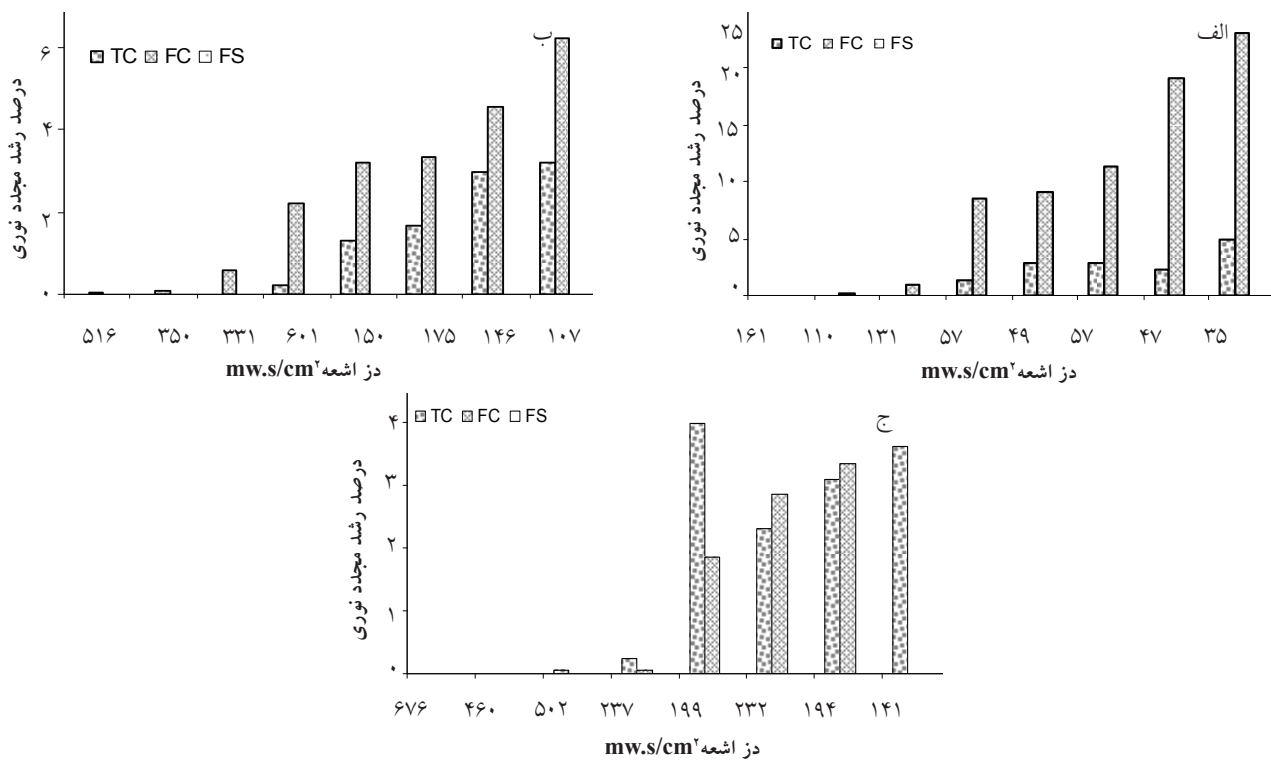 الف
TC FC FS
درصد رشد مجدد نوری
۲۵
۲۰
۱۵
۱۰
۵
۰
۱۶۱ ۱۱۰ ۱۳۱ ۵۷ ۴۹ ۵۷ ۴۷ ۳۵
دز اشعه mw.s/cm۲
ب
TC FC FS
درصد رشد مجدد نوری
۶
۴
۲
۰
۵۱۶ ۳۵۰ ۳۳۱ ۶۰۱ ۱۵۰ ۱۷۵ ۱۴۶ ۱۰۷
دز اشعه mw.s/cm۲
ج
TC FC FS
درصد رشد مجدد نوری
۴
۳
۲
۱
۰
۶۷۶ ۴۶۰ ۵۰۲ ۲۳۷ ۱۹۹ ۲۳۲ ۱۹۴ ۱۴۱
دز اشعه mw.s/cm۲